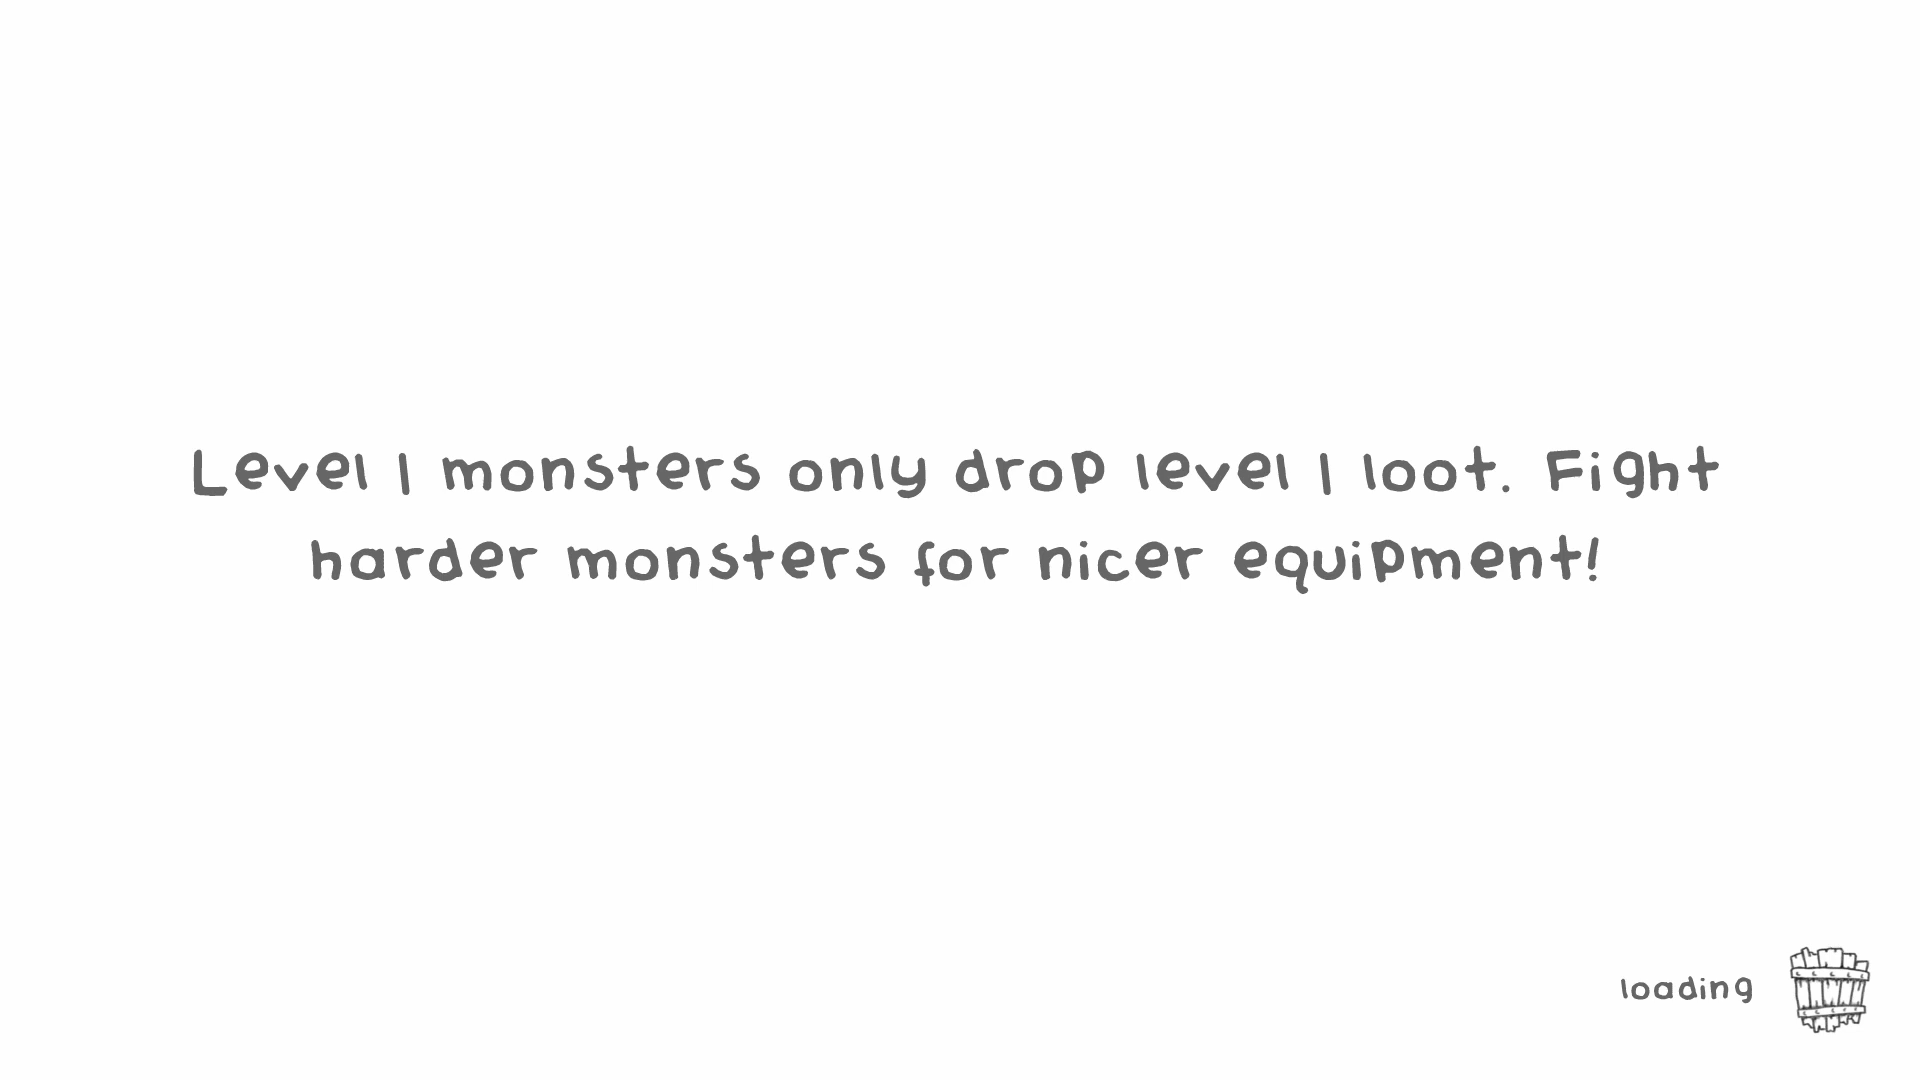 Level 1 monsters only drop level 1 loot. Fight
harder monsters for nicer equipment!
loading